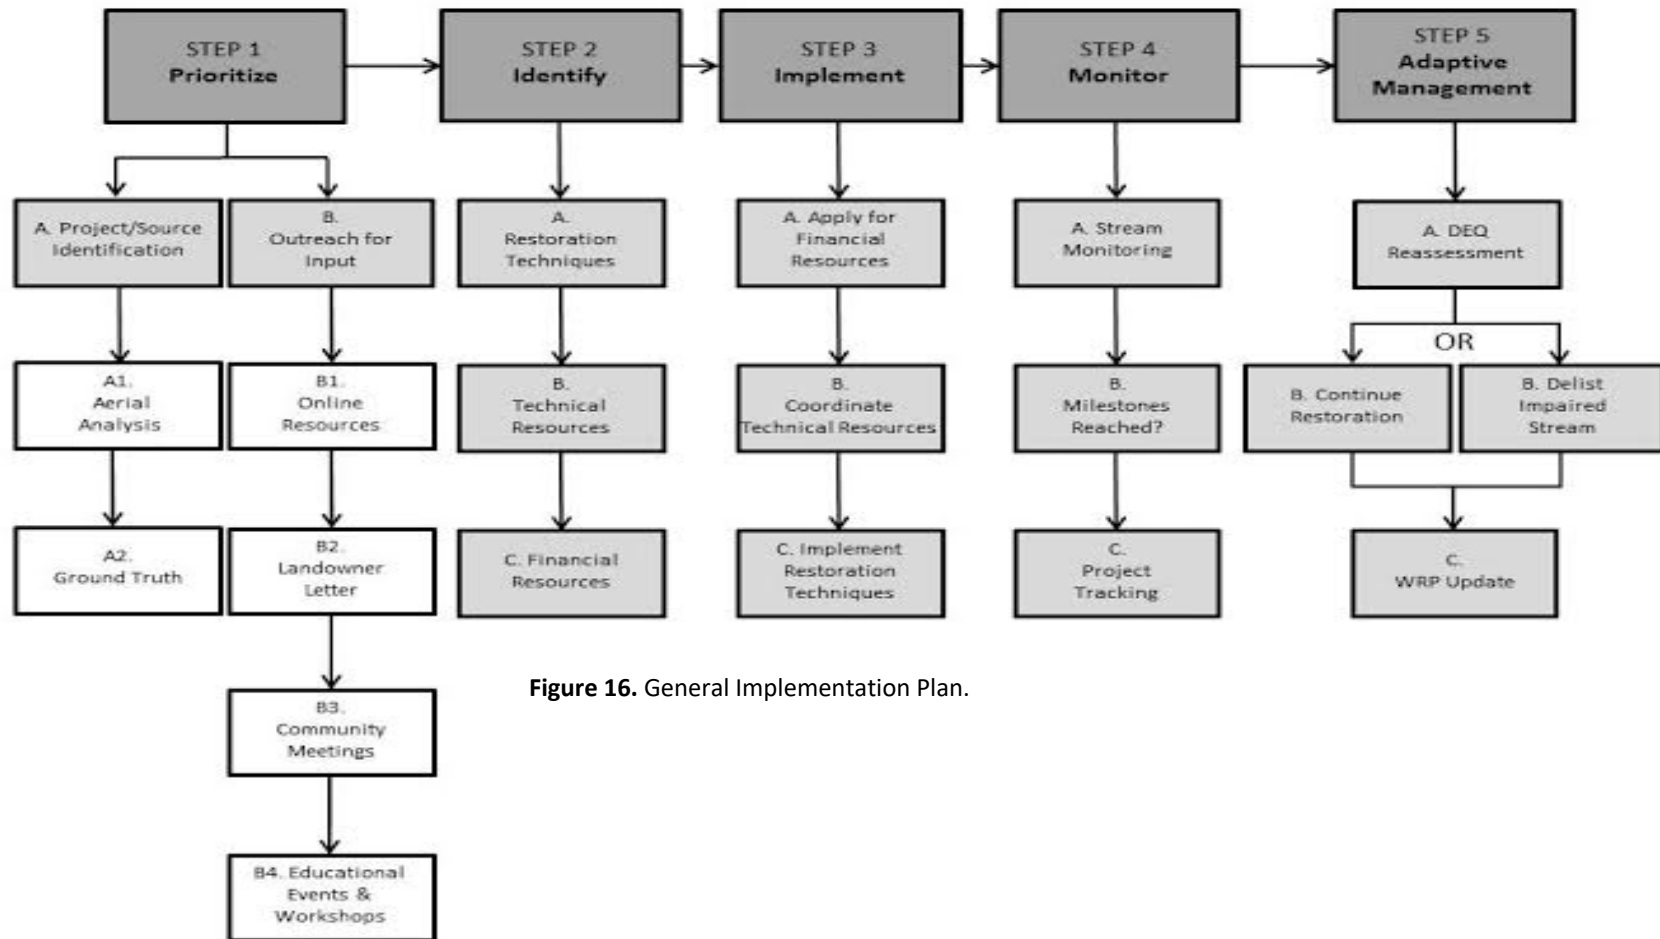 STEP 1
Prioritize
STEP 2
Identify
STEP 3
Implement
STEP 4
Monitor
STEP 5
Adaptive
Management
A. Project/Source
Identification
B.
Outreach for
Input
A.
Restoration
Techniques
A. Apply for
Financial
Resources
A. Stream
Monitoring
A. DEQ
Reassessment
OR
A1.
Aerial
Analysis
B1.
Online
Resources
B.
Technical
Resources
B.
Coordinate
Technical Resources
B.
Milestones
Reached?
B. Continue
Restoration
B. Delist
Impaired
Stream
A2.
Ground Truth
B2.
Landowner
Letter
C. Financial
Resources
C. Implement
Restoration
Techniques
C.
Project
Tracking
C.
WRP Update
B3.
Community
Meetings
B4. Educational
Events &
Workshops
Figure 16. General Implementation Plan.